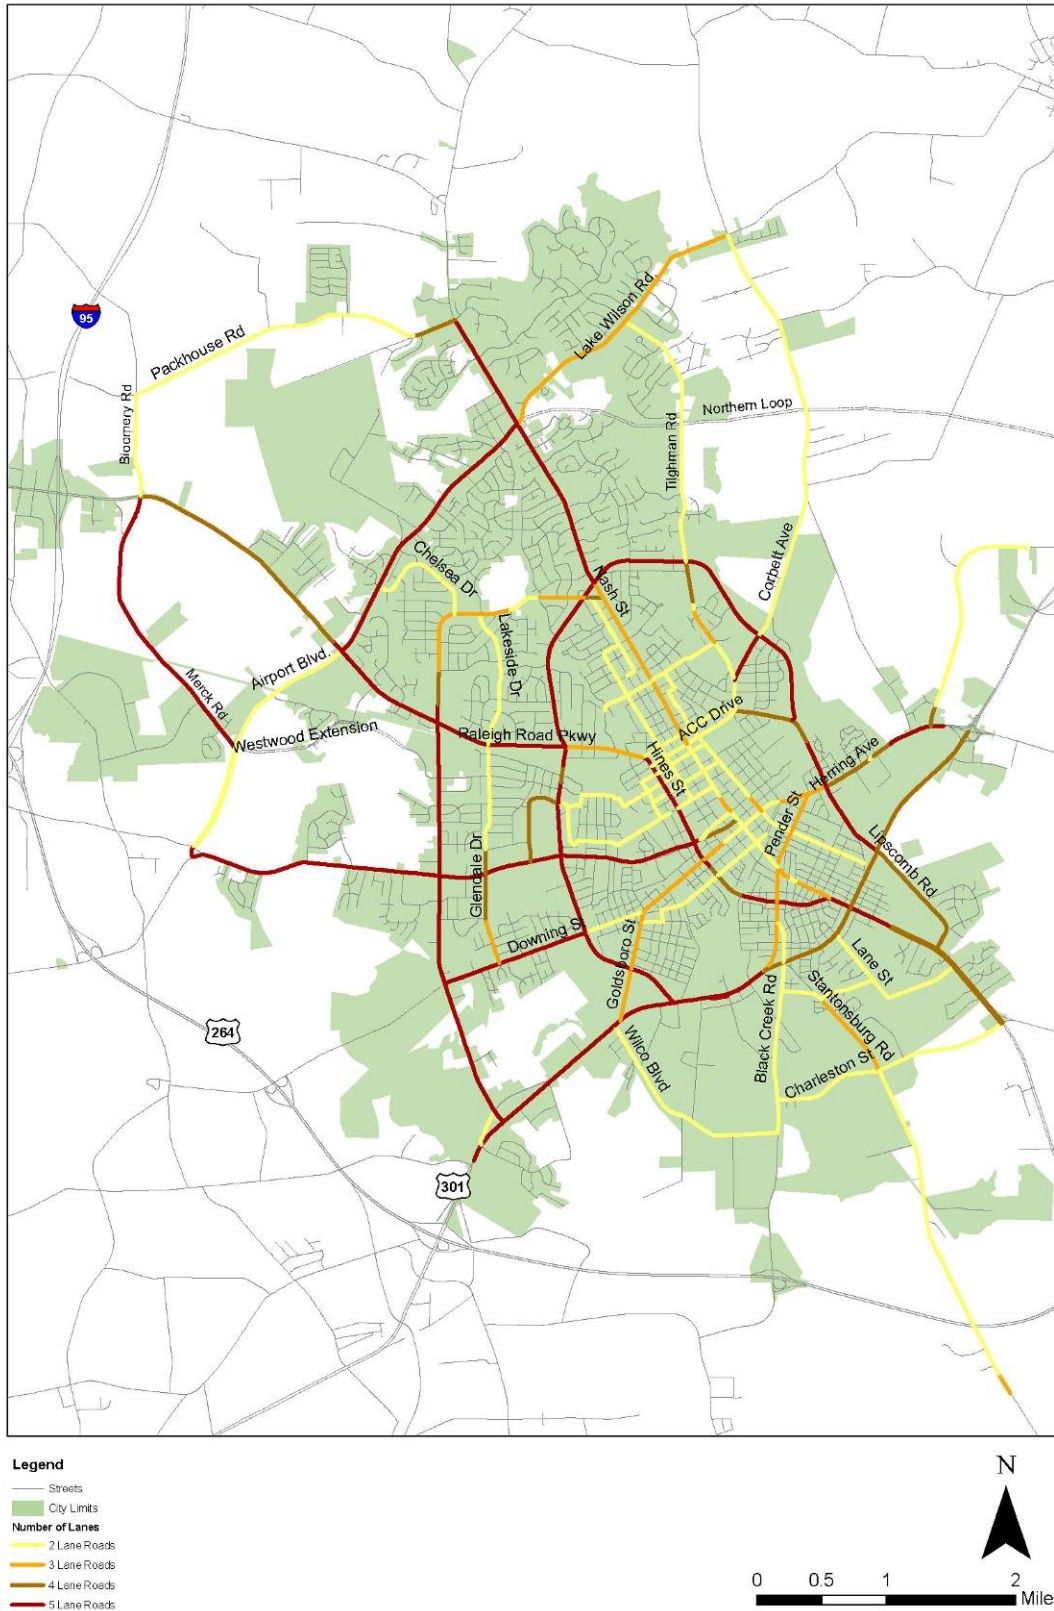 Lake Wilson Rd.
95
Packhouse Rd
Bloomery Rd
Northern Loop
Tilghman Rd
Corbett Ave
Chelsea Dr
Nash St
Lakeside Dr
Airport Blvd.
Merck Rd
Westwood Extension
Raleigh Road Pkwy
ACC Drive
Hines St
Herring Ave
Pender St
Lipscomb Rd
Glendale Dr
Downing St
Goldsboro St
Lane St
Stantonsburg Rd
Black Creek Rd
Charleston St
Wilco Blvd
264
301
Legend
Streets
City Limits
Number of Lanes
2 Lane Roads
3 Lane Roads
4 Lane Roads
5 Lane Roads
N
0 0.5 1 2
Mile